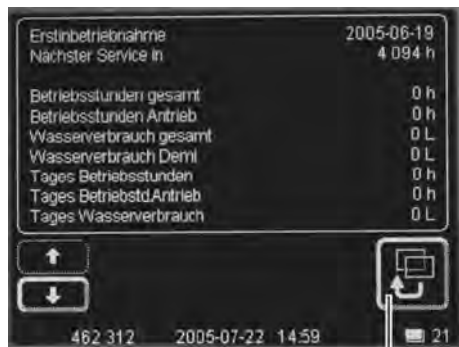 Erstinbetriebnahme 2005-06-19
Nächster Service in 4 094 h
Betriebsstunden gesamt 0 h
Betriebsstunden Antrieb 0 h
Wasserverbrauch gesamt 0 L
Wasserverbrauch Demi 0 L
Tages Betriebsstunden 0 h
Tages Betriebstd.Antrieb 0 h
Tages Wasserverbrauch 0 L
462 312 2005-07-22 14:59 21